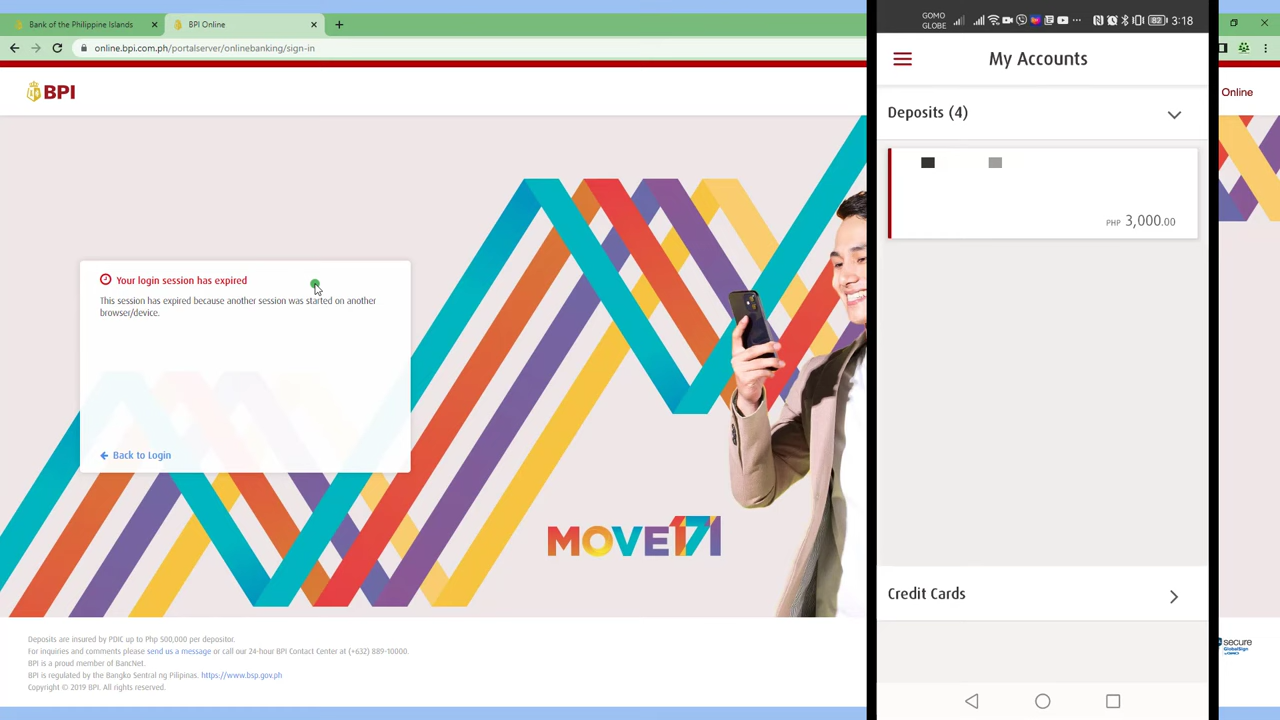 Bank of the Philippine Islands
BPI Online
online.bpi.com.ph/portalserver/onlinebanking/sign-in
BPI
Online
Your login session has expired
This session has expired because another session was started on another
browser/device.
Back to Login
MOVE171
Deposits are insured by PDIC up to Php 500,000 per depositor.
For inquiries and comments please send us a message or call our 24-hour BPI Contact Center at (+632) 889-10000.
BPI is a proud member of BancNet.
BPI is regulated by the Bangko Sentral ng Pilipinas. https://www.bsp.gov.ph
Copyright © 2019 BPI. All rights reserved.
secure
GlobalSign
GOMO
GLOBE
82
3:18
My Accounts
Deposits (4)
PHP 3,000.00
Credit Cards